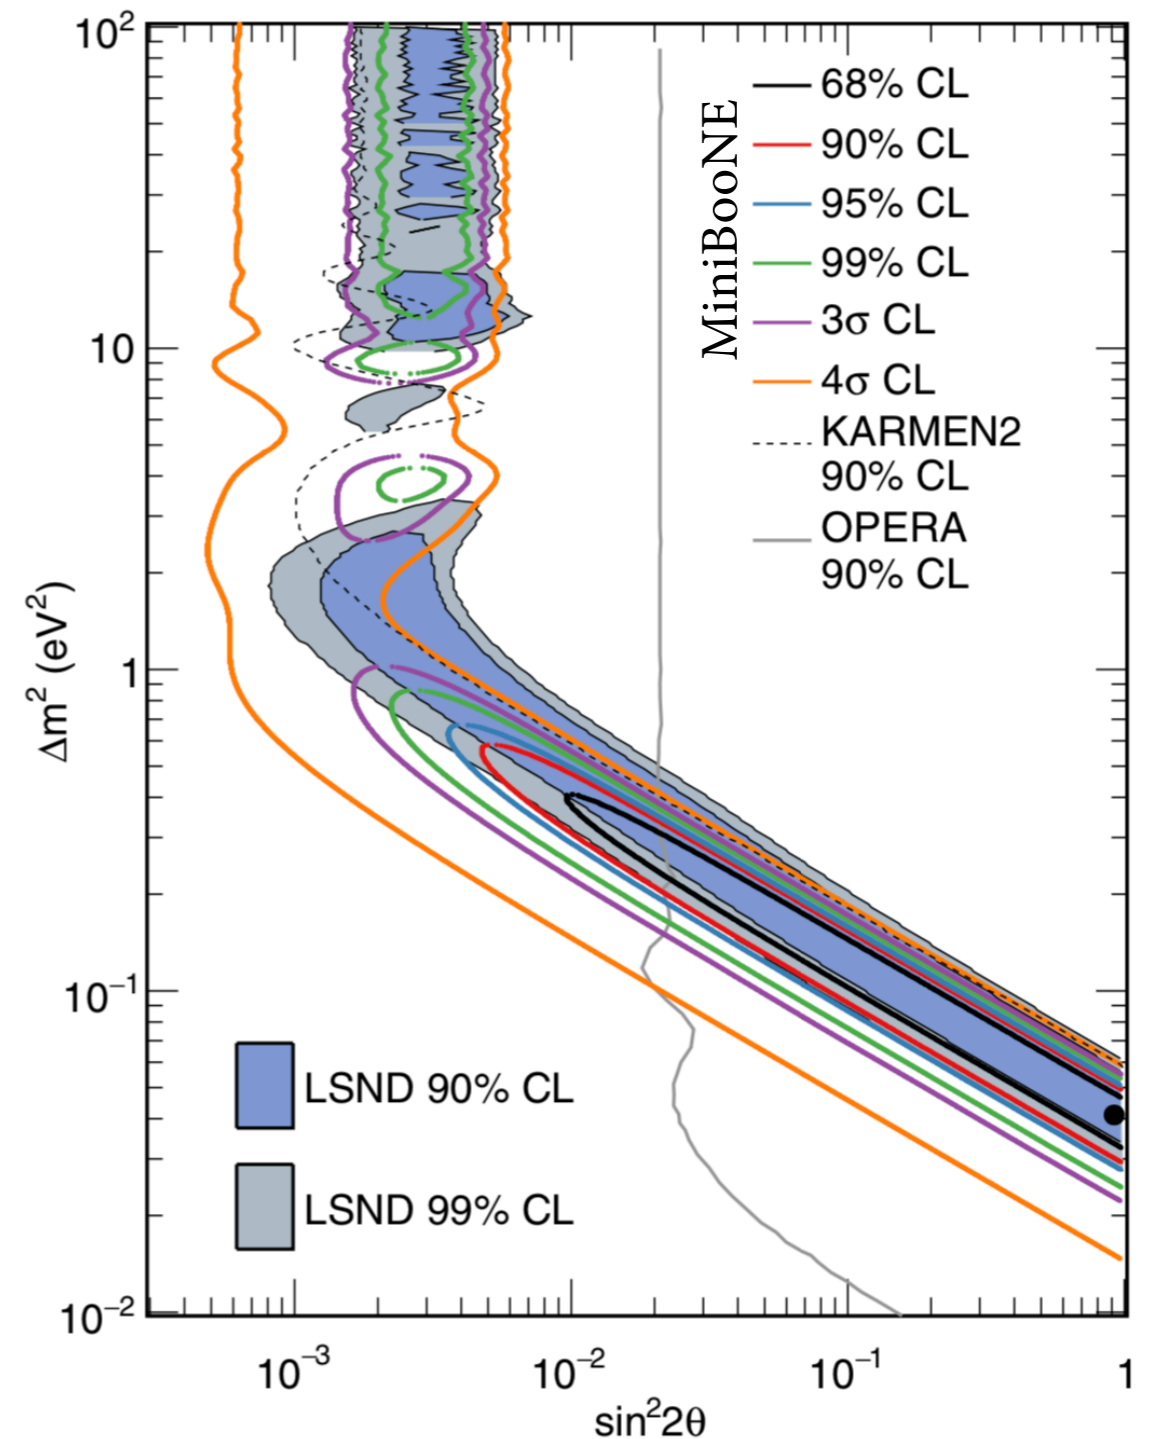 10²
10
1
10⁻¹
10⁻²
Δm² (eV²)
MiniBooNE
68% CL
90% CL
95% CL
99% CL
3σ CL
4σ CL
KARMEN2
90% CL
OPERA
90% CL
LSND 90% CL
LSND 99% CL
10⁻³
10⁻²
10⁻¹
1
sin²2θ